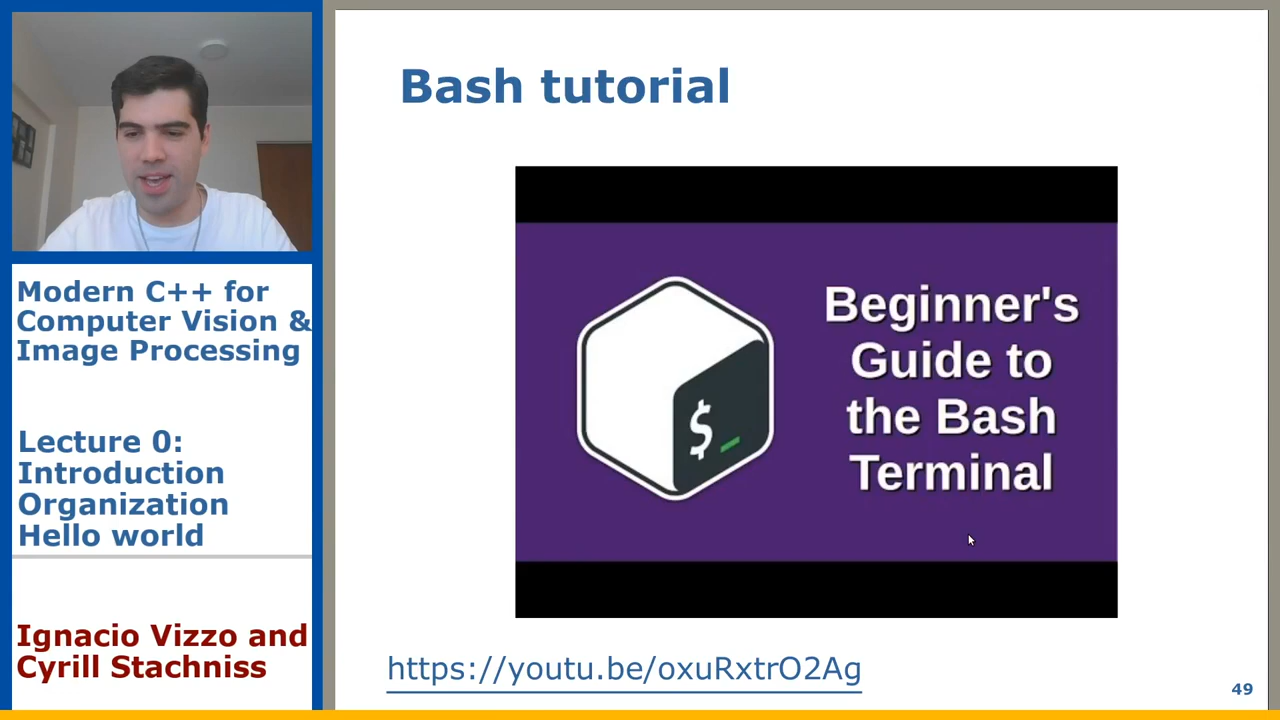 Bash tutorial
Modern C++ for
Computer Vision &
Image Processing
Lecture 0:
Introduction
Organization
Hello world
Ignacio Vizzo and
Cyrill Stachniss
$_
Beginner's
Guide to
the Bash
Terminal
https://youtu.be/oxuRxtrO2Ag
49